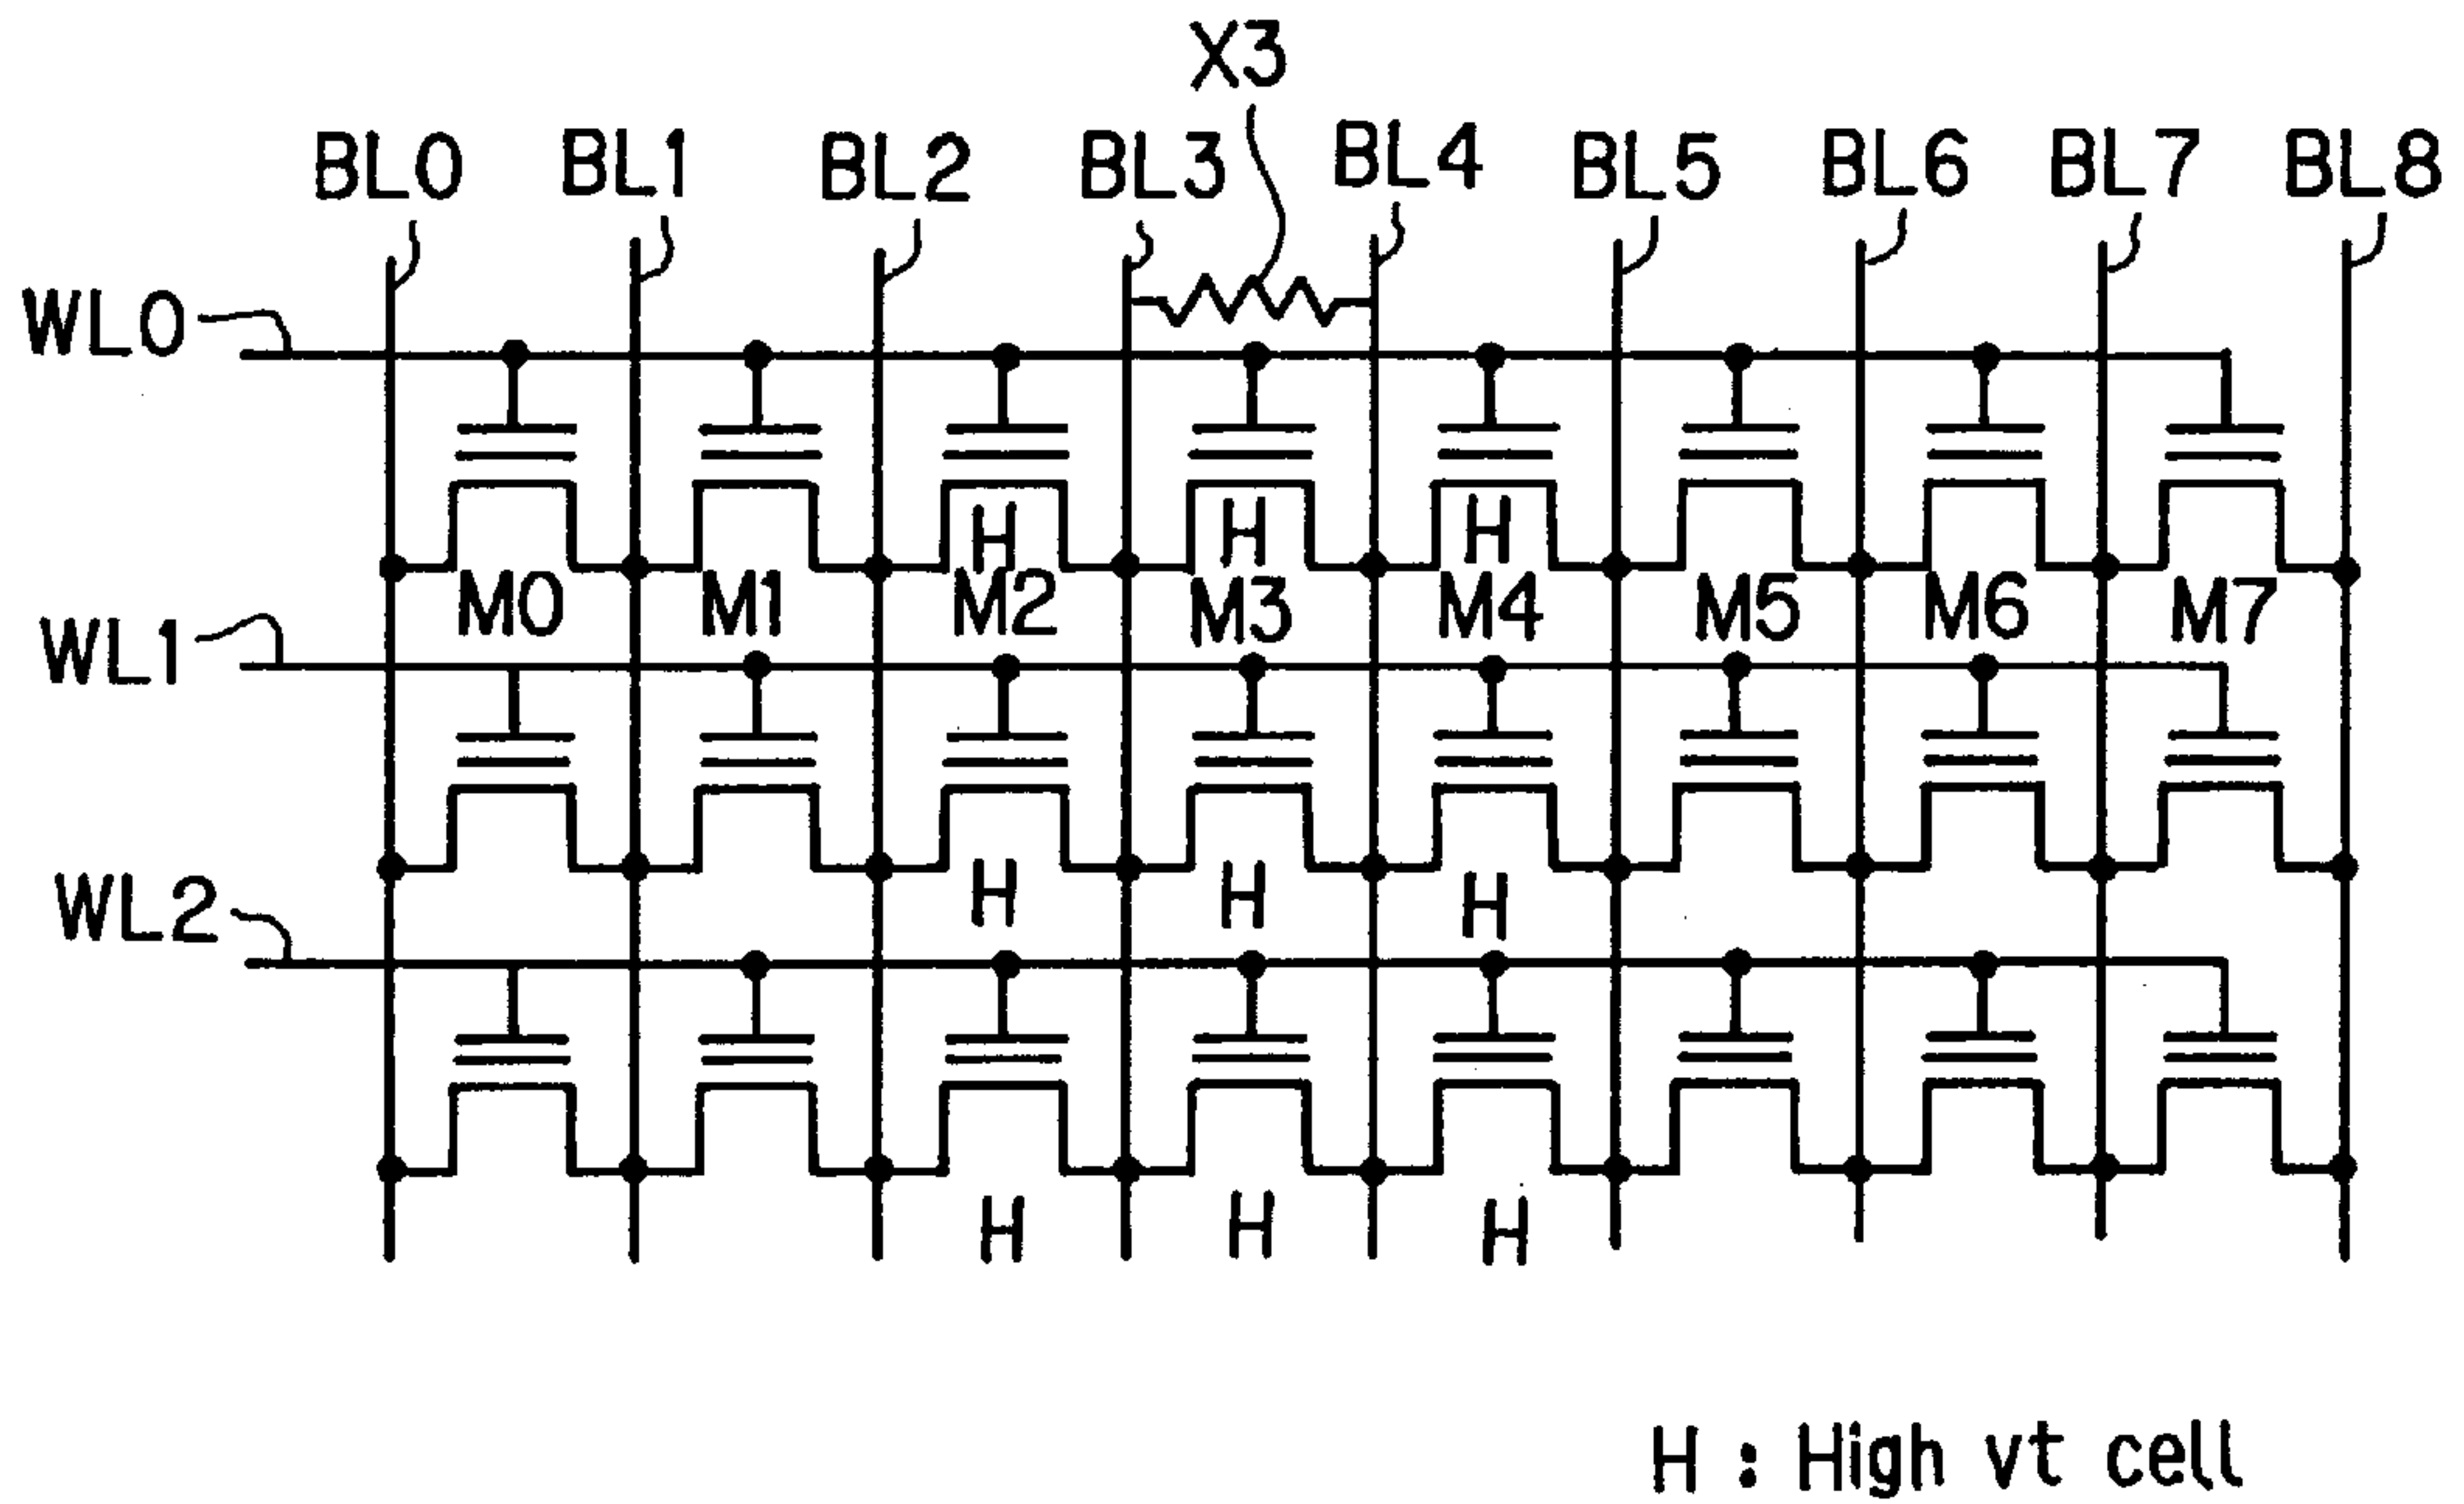 X3
BL0 BL1 BL2 BL3 BL4 BL5 BL6 BL7 BL8
WL0
H H H
M0 M1 M2 M3 M4 M5 M6 M7
WL1
H H H
WL2
H H H
H : High vt cell